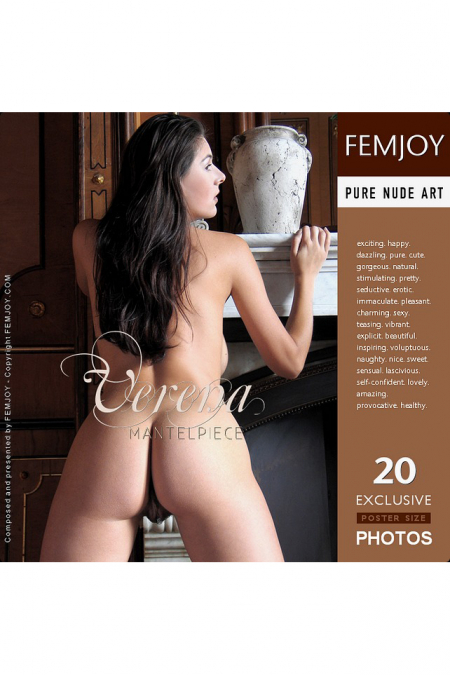 FEMJOY
PURE NUDE ART
exciting. happy.
dazzling. pure. cute.
gorgeous. natural.
stimulating. pretty.
seductive. erotic.
immaculate. pleasant.
charming. sexy.
teasing. vibrant.
explicit. beautiful.
inspiring. voluptuous.
naughty. nice. sweet.
sensual. lascivious.
self-confident. lovely.
amazing.
provocative. healthy.
Verena
MANTELPIECE
20
EXCLUSIVE
POSTER SIZE
PHOTOS
Composed and presented by FEMJOY - Copyright FEMJOY.COM